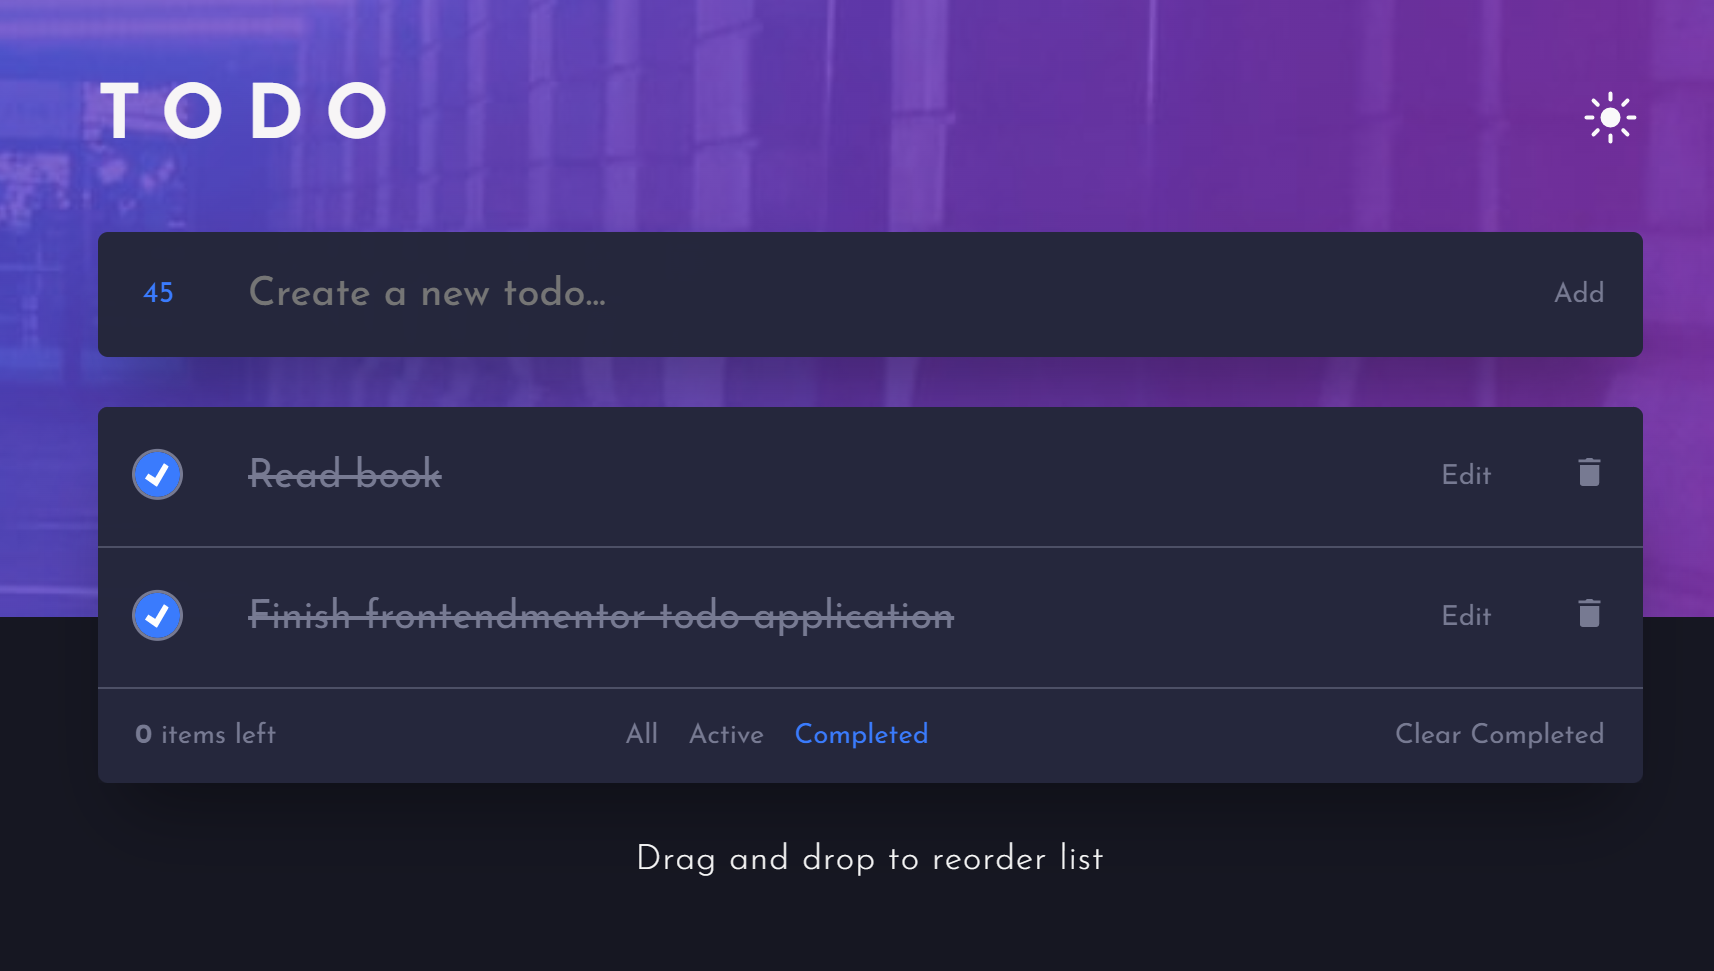 TODO
45 Create a new todo... Add
Read book Edit
Finish frontendmentor todo application Edit
0 items left All Active Completed Clear Completed
Drag and drop to reorder list